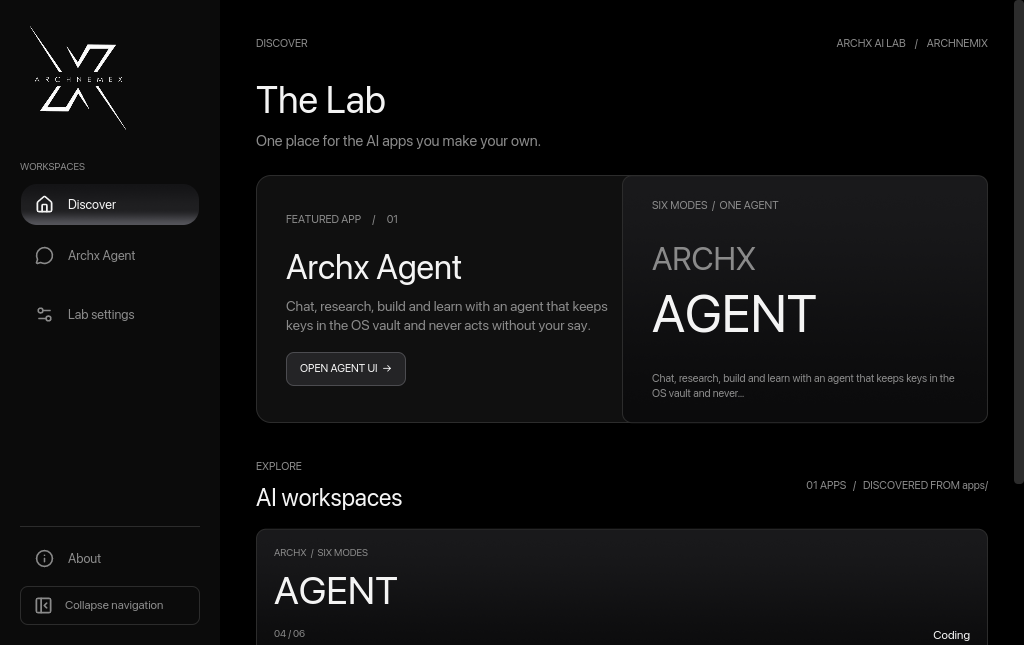 ARCHNEMEX
WORKSPACES
Discover
Archx Agent
Lab settings
About
Collapse navigation
DISCOVER
ARCHX AI LAB / ARCHNEMIX
The Lab
One place for the AI apps you make your own.
FEATURED APP / 01
Archx Agent
Chat, research, build and learn with an agent that keeps
keys in the OS vault and never acts without your say.
OPEN AGENT UI →
SIX MODES / ONE AGENT
ARCHX
AGENT
Chat, research, build and learn with an agent that keeps keys in the
OS vault and never...
EXPLORE
AI workspaces
01 APPS / DISCOVERED FROM apps/
ARCHX / SIX MODES
AGENT
04 / 06
Coding